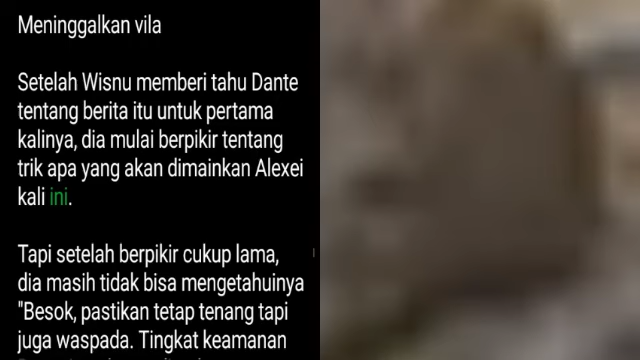 Meninggalkan vila
Setelah Wisnu memberi tahu Dante
tentang berita itu untuk pertama
kalinya, dia mulai berpikir tentang
trik apa yang akan dimainkan Alexei
kali ini.
Tapi setelah berpikir cukup lama,
dia masih tidak bisa mengetahuinya
"Besok, pastikan tetap tenang tapi
juga waspada. Tingkat keamanan